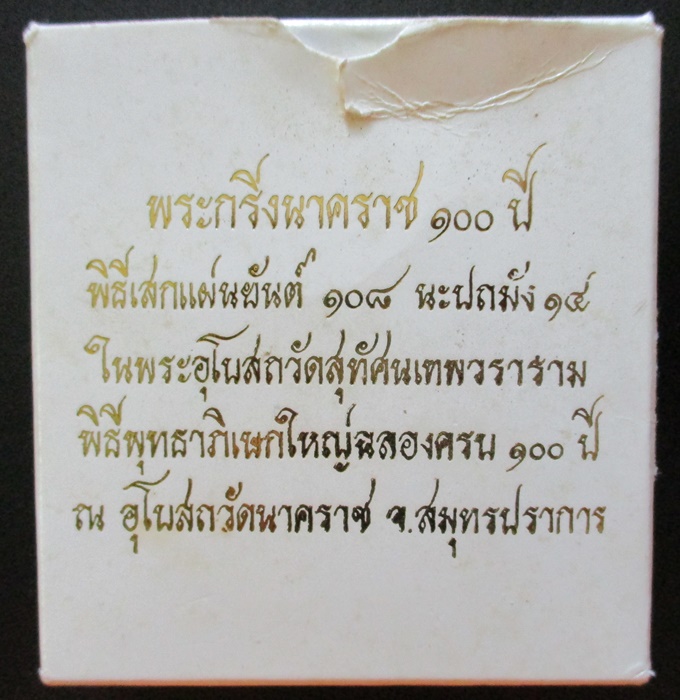 พระกริ่งนาคราช ๑๐๐ ปี
พิธีเสกแผ่นยันต์ ๑๐๘ นะปถมัง ๑๔
ในพระอุโบสถวัดสุทัศนเทพวราราม
พิธีพุทธาภิเษกใหญ่ฉลองครบ ๑๐๐ ปี
ณ อุโบสถวัดนาคราช จ.สมุทรปราการ